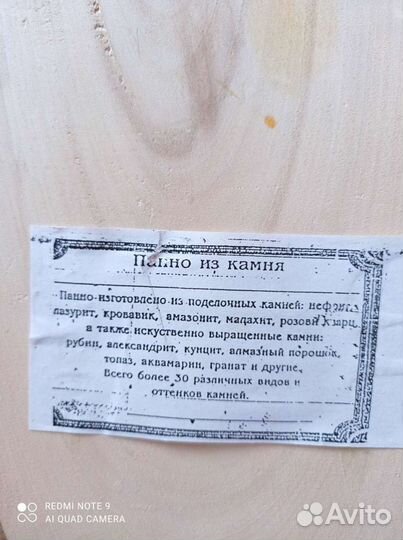 Панно из камня
Панно изготовлено из поделочных камней: нефрит,
лазурит, кровавик, амазонит, малахит, розовый кварц,
а также искуственно выращенные камни:
рубин, александрит, кунцит, алмазный порошок,
топаз, аквамарин, гранат и другие.
Всего более 30 различных видов и
оттенков камней.
REDMI NOTE 9
AI QUAD CAMERA
Avito